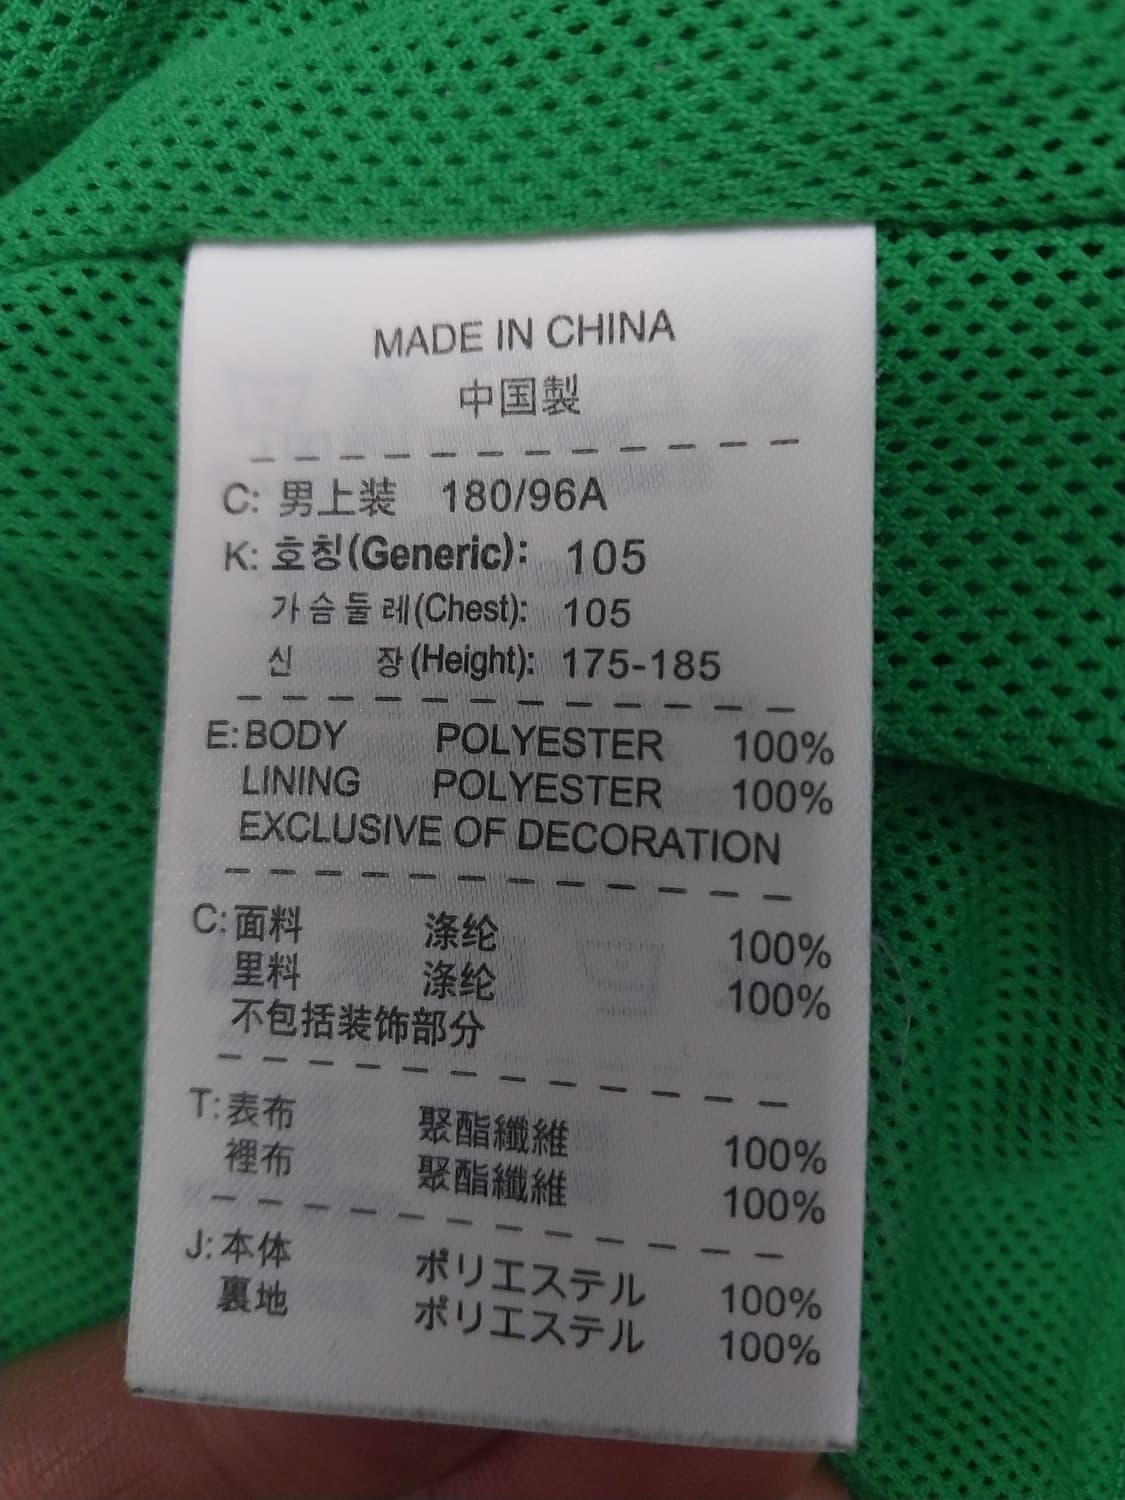 MADE IN CHINA
中国製
C: 男上装 180/96A
K: 호칭(Generic): 105
가슴둘레(Chest): 105
신 장(Height): 175-185
E: BODY POLYESTER 100%
LINING POLYESTER 100%
EXCLUSIVE OF DECORATION
C: 面料 涤纶 100%
里料 涤纶 100%
不包括装饰部分
T: 表布 聚酯纖維 100%
裡布 聚酯纖維 100%
J: 本体 ポリエステル 100%
裏地 ポリエステル 100%